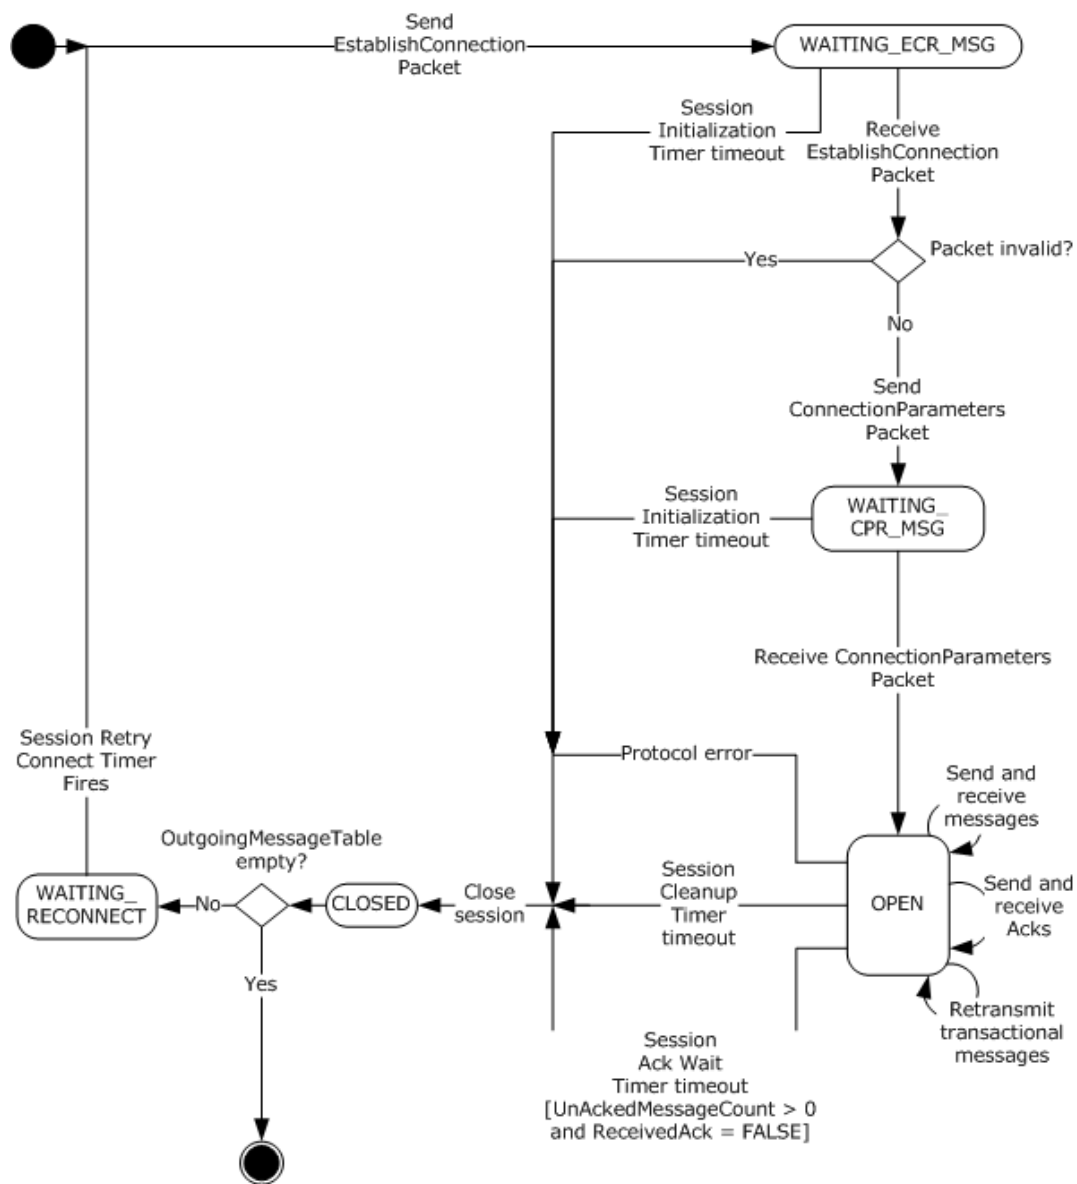 Send
EstablishConnection
Packet
WAITING_ECR_MSG
Session
Initialization
Timer timeout
Receive
EstablishConnection
Packet
Yes
Packet invalid?
No
Send
ConnectionParameters
Packet
Session
Initialization
Timer timeout
WAITING_
CPR_MSG
Receive ConnectionParameters
Packet
Session Retry
Connect Timer
Fires
Protocol error
Send and
receive
messages
OutgoingMessageTable
empty?
WAITING_
RECONNECT
No
CLOSED
Close
session
Session
Cleanup
Timer
timeout
OPEN
Send and
receive
Acks
Yes
Retransmit
transactional
messages
Session
Ack Wait
Timer timeout
[UnAckedMessageCount > 0
and ReceivedAck = FALSE]